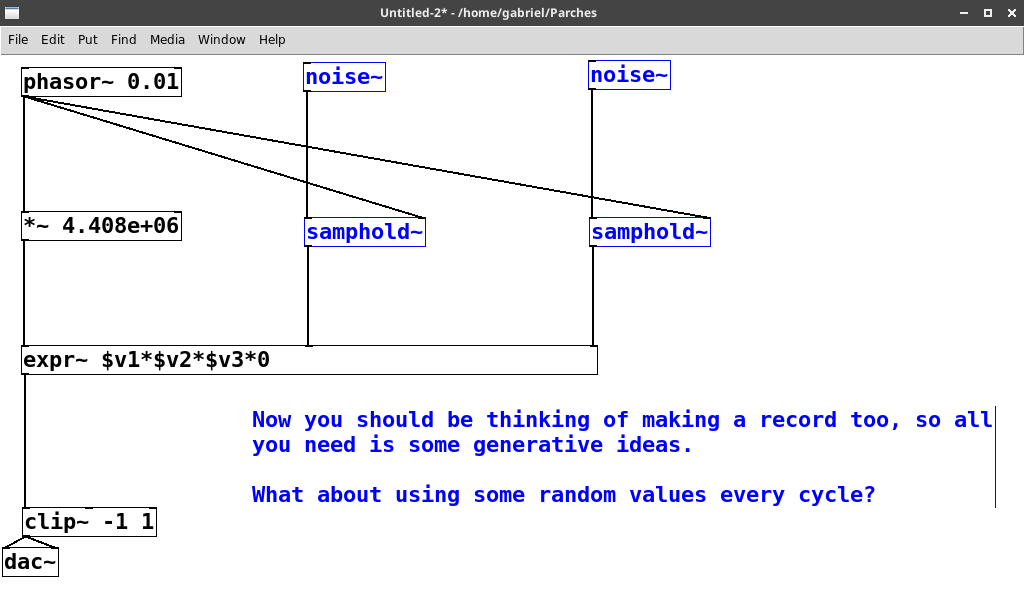 Untitled-2* - /home/gabriel/Parches
File Edit Put Find Media Window Help
phasor~ 0.01 noise~ noise~
*~ 4.408e+06 samphold~ samphold~
expr~ $v1*$v2*$v3*0
Now you should be thinking of making a record too, so all
you need is some generative ideas.
What about using some random values every cycle?
clip~ -1 1
dac~